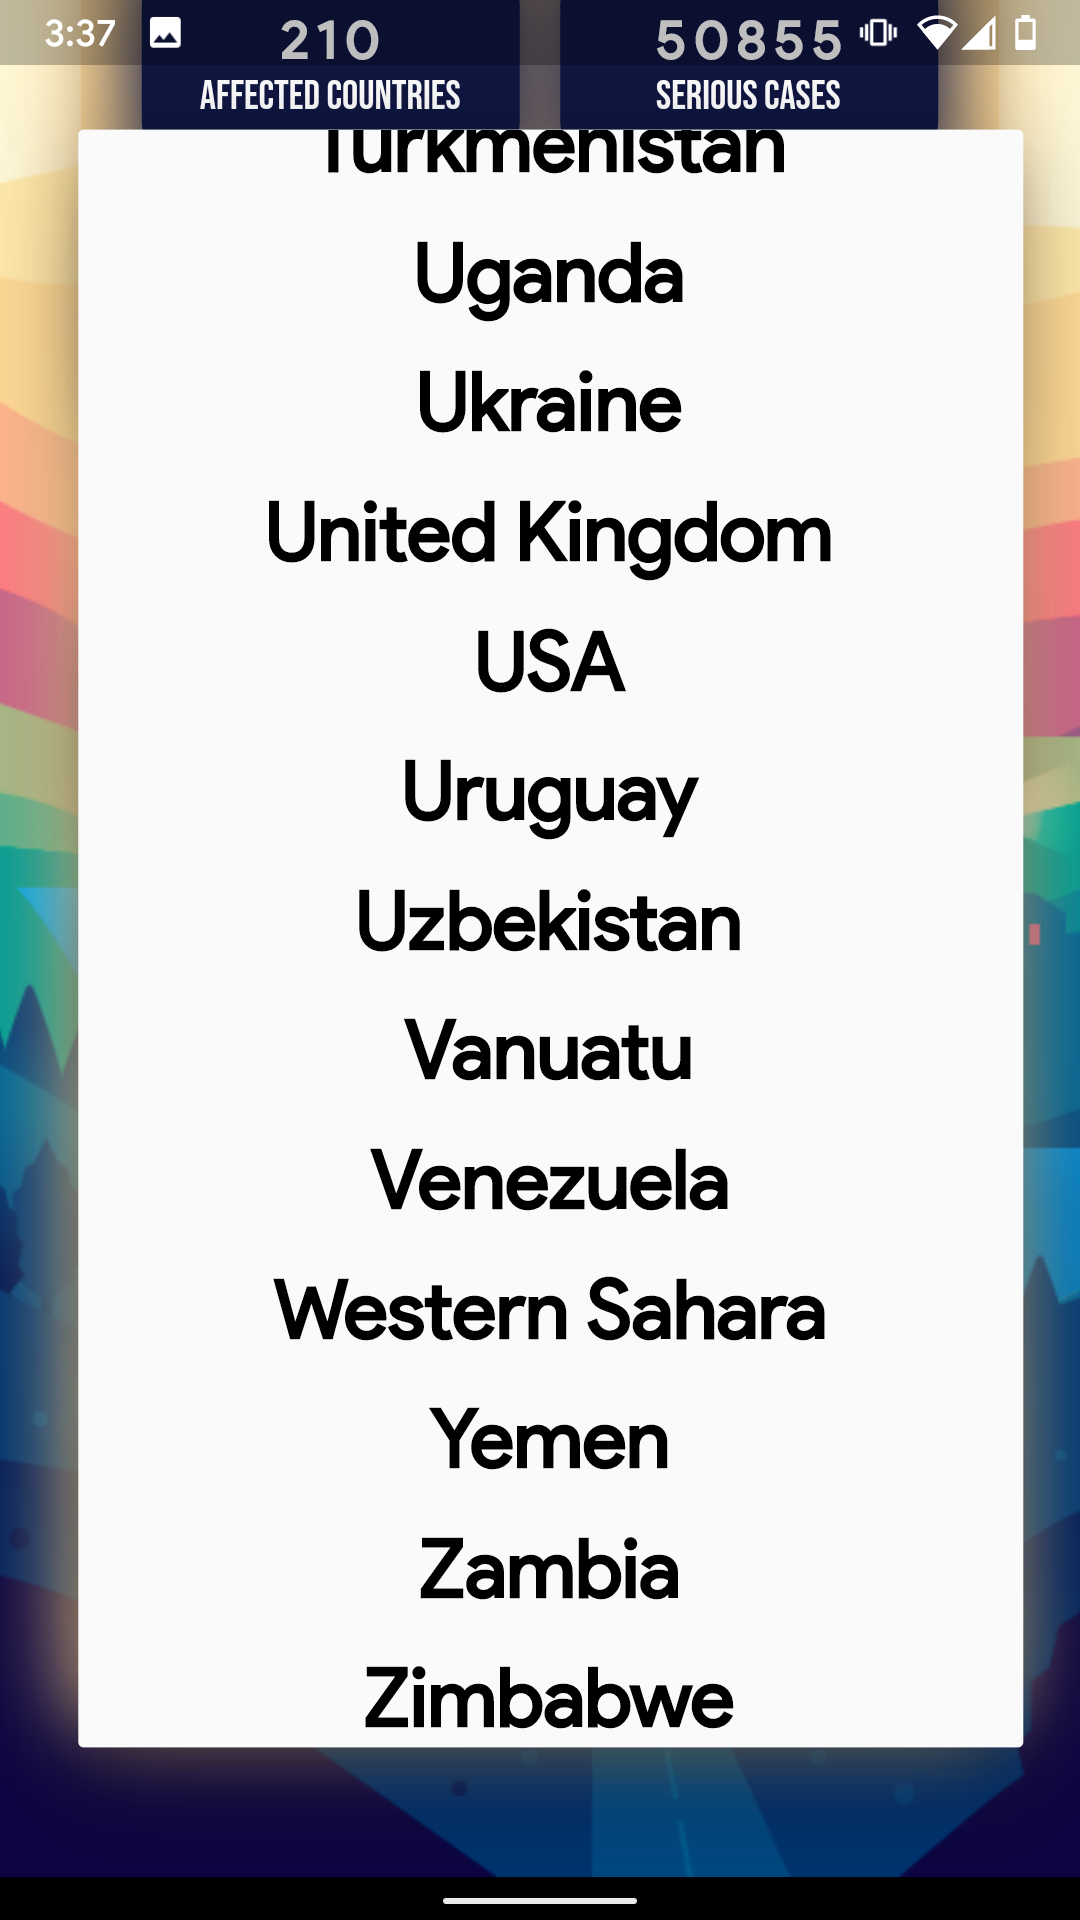 3:37
210 50855
AFFECTED COUNTRIES SERIOUS CASES
Turkmenistan
Uganda
Ukraine
United Kingdom
USA
Uruguay
Uzbekistan
Vanuatu
Venezuela
Western Sahara
Yemen
Zambia
Zimbabwe